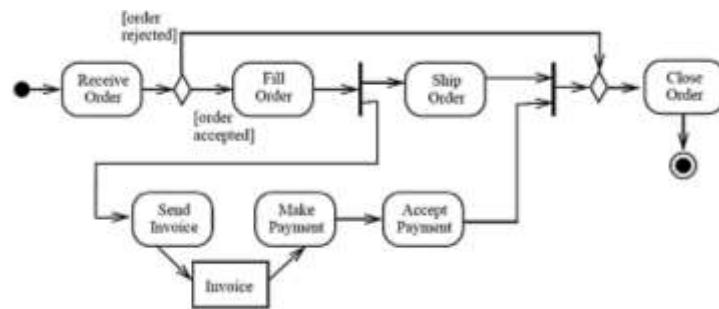 [order
rejected]
Receive
Order
Fill
Order
Ship
Order
Close
Order
[order
accepted]
Send
Invoice
Make
Payment
Accept
Payment
Invoice